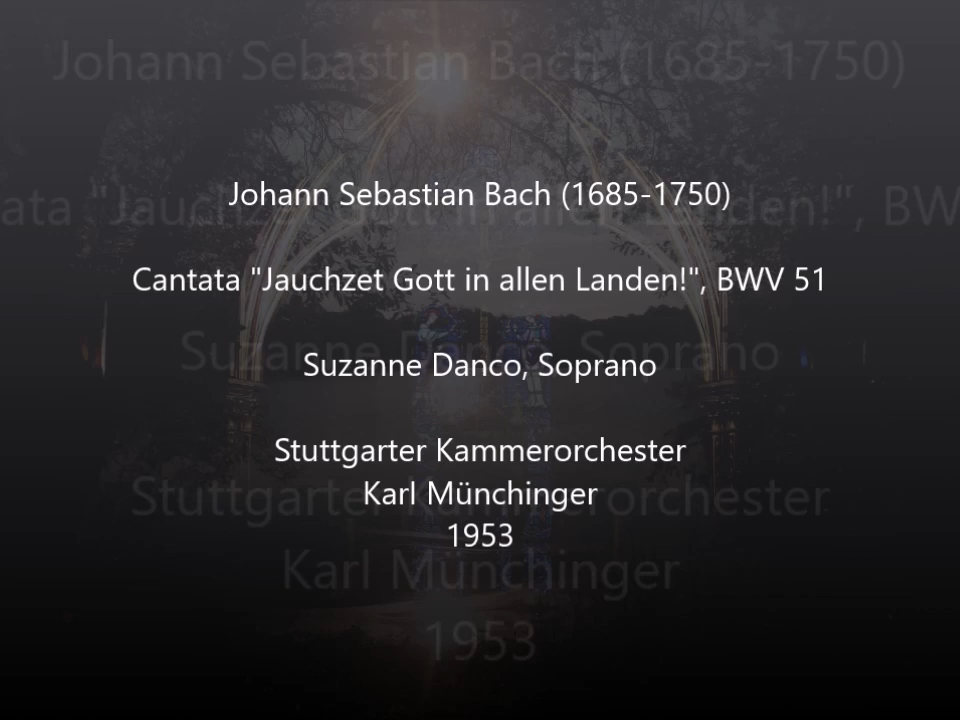 Johann Sebastian Bach (1685-1750)
Cantata "Jauchzet Gott in allen Landen!", BWV 51
Suzanne Danco, Soprano
Stuttgarter Kammerorchester
Karl Münchinger
1953